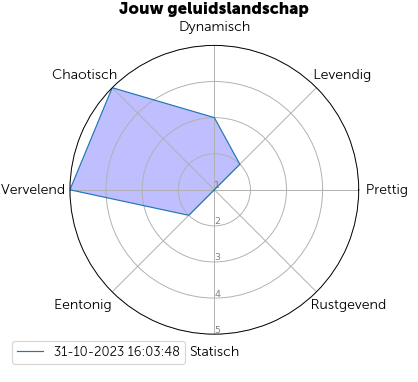 Jouw geluidslandschap
Dynamisch
Chaotisch
Levendig
Vervelend
1
Prettig
2
3
4
Eentonig
Rustgevend
5
31-10-2023 16:03:48
Statisch